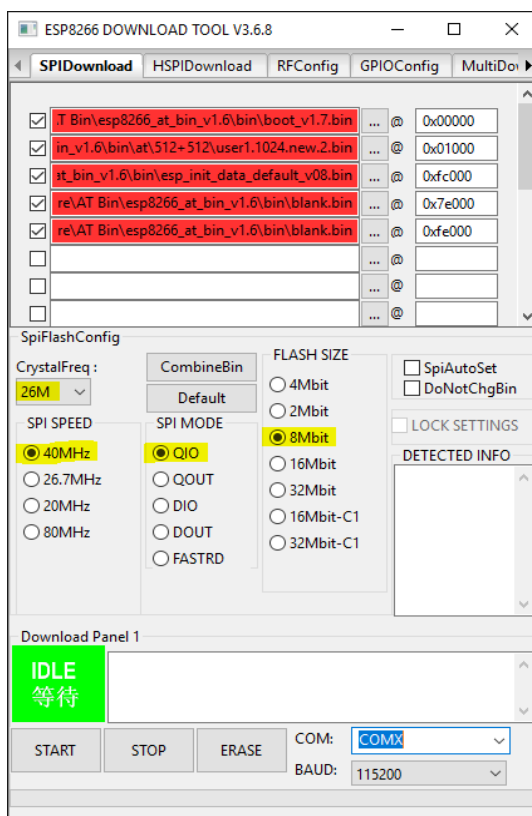 ESP8266 DOWNLOAD TOOL V3.6.8
SPIDownload HSPIDownload RFConfig GPIOConfig MultiDo
.T Bin\esp8266_at_bin_v1.6\bin\boot_v1.7.bin ... @ 0x00000
in_v1.6\bin\at\512+512\user1.1024.new.2.bin ... @ 0x01000
at_bin_v1.6\bin\esp_init_data_default_v08.bin ... @ 0xfc000
re\AT Bin\esp8266_at_bin_v1.6\bin\blank.bin ... @ 0x7e000
re\AT Bin\esp8266_at_bin_v1.6\bin\blank.bin ... @ 0xfe000
... @
... @
... @
SpiFlashConfig
CrystalFreq :
26M
CombineBin
Default
SPI SPEED
40MHz
26.7MHz
20MHz
80MHz
SPI MODE
QIO
QOUT
DIO
DOUT
FASTRD
FLASH SIZE
4Mbit
2Mbit
8Mbit
16Mbit
32Mbit
16Mbit-C1
32Mbit-C1
SpiAutoSet
DoNotChgBin
LOCK SETTINGS
DETECTED INFO
Download Panel 1
IDLE
等待
START STOP ERASE
COM: COMX
BAUD: 115200